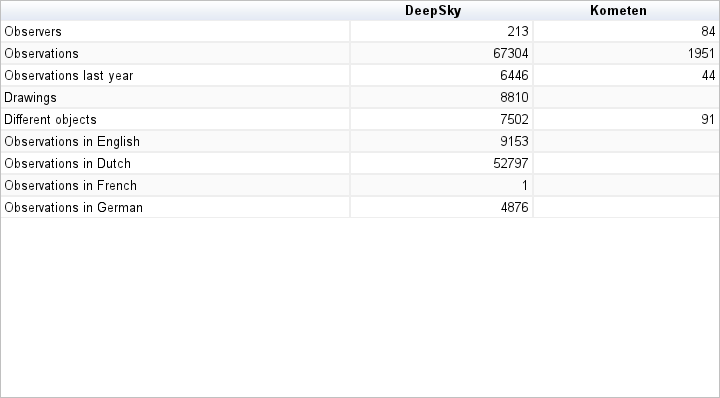 DeepSky Kometen
Observers 213 84
Observations 67304 1951
Observations last year 6446 44
Drawings 8810
Different objects 7502 91
Observations in English 9153
Observations in Dutch 52797
Observations in French 1
Observations in German 4876